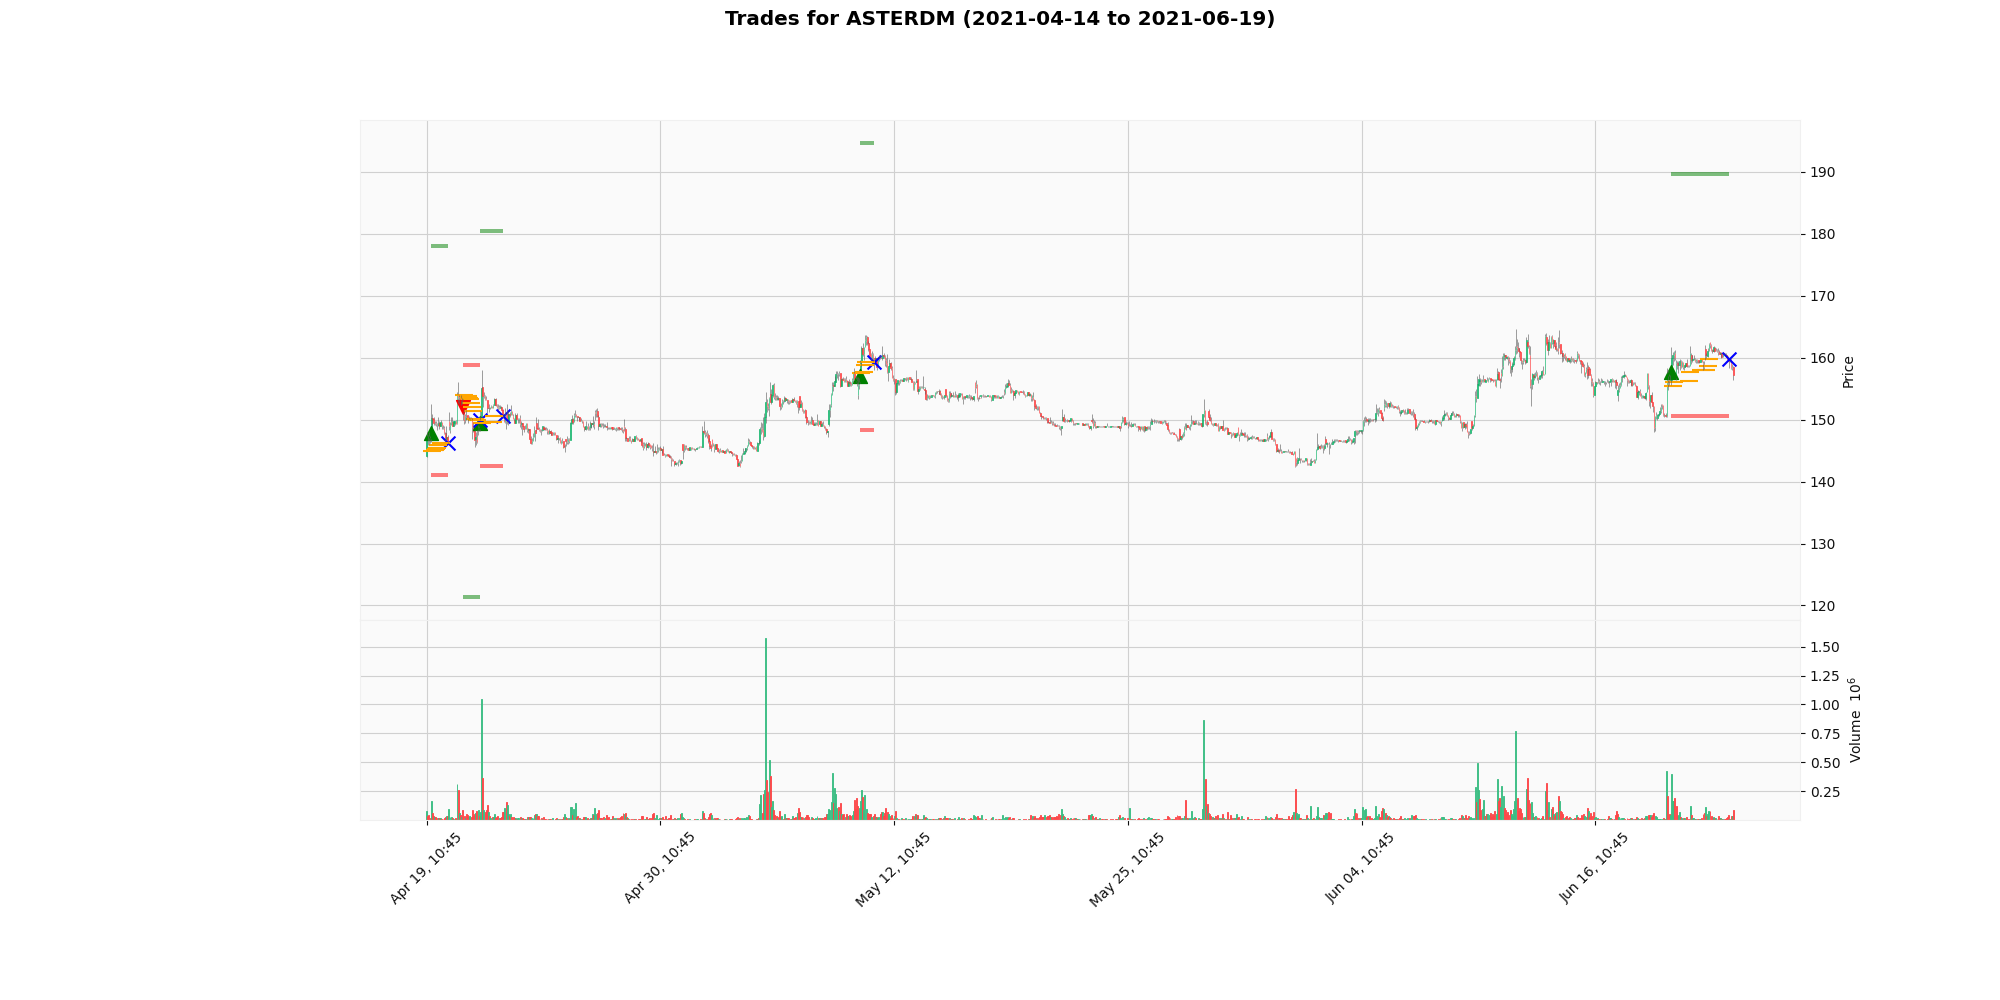 Trades for ASTERDM (2021-04-14 to 2021-06-19)
190
180
170
160
150
140
130
120
Price
1.50
1.25
1.00
0.75
0.50
0.25
Volume 10^6
Apr 19, 10:45
Apr 30, 10:45
May 12, 10:45
May 25, 10:45
Jun 04, 10:45
Jun 16, 10:45